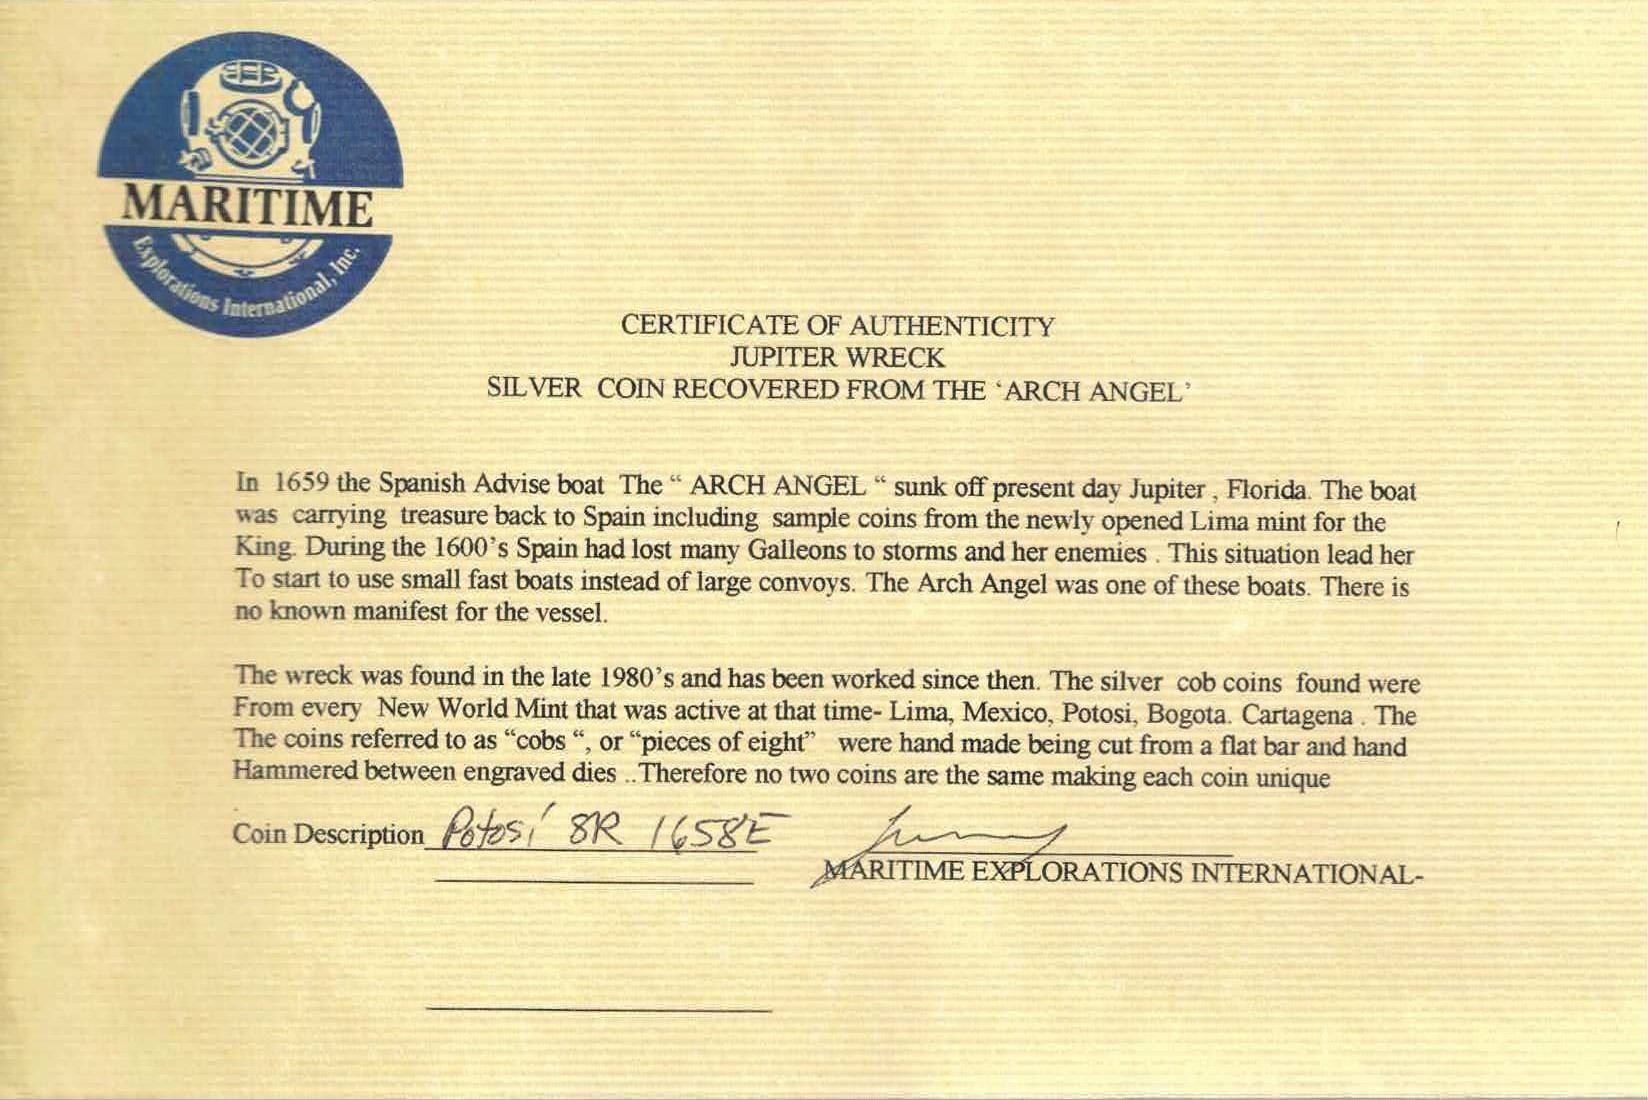 MARITIME
Explorations International, Inc.
CERTIFICATE OF AUTHENTICITY
JUPITER WRECK
SILVER COIN RECOVERED FROM THE ‘ARCH ANGEL’
In 1659 the Spanish Advise boat The “ ARCH ANGEL “ sunk off present day Jupiter , Florida. The boat
was carrying treasure back to Spain including sample coins from the newly opened Lima mint for the
King. During the 1600’s Spain had lost many Galleons to storms and her enemies . This situation lead her
To start to use small fast boats instead of large convoys. The Arch Angel was one of these boats. There is
no known manifest for the vessel.
The wreck was found in the late 1980’s and has been worked since then. The silver cob coins found were
From every New World Mint that was active at that time- Lima, Mexico, Potosi, Bogota. Cartagena . The
The coins referred to as “cobs “, or “pieces of eight” were hand made being cut from a flat bar and hand
Hammered between engraved dies ..Therefore no two coins are the same making each coin unique
Coin Description Potosí 8R 1658E
MARITIME EXPLORATIONS INTERNATIONAL-